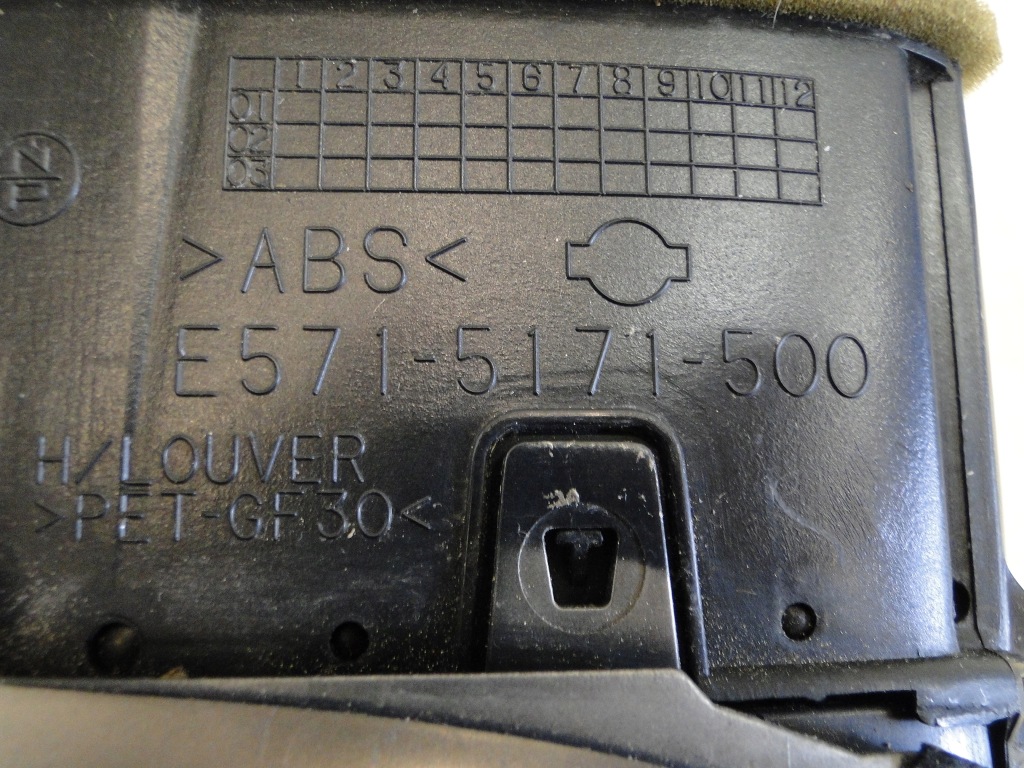 1 2 3 4 5 6 7 8 9 10 11 12
01
02
03
>ABS<
E571-5171-500
H/LOUVER
>PET-GF30<